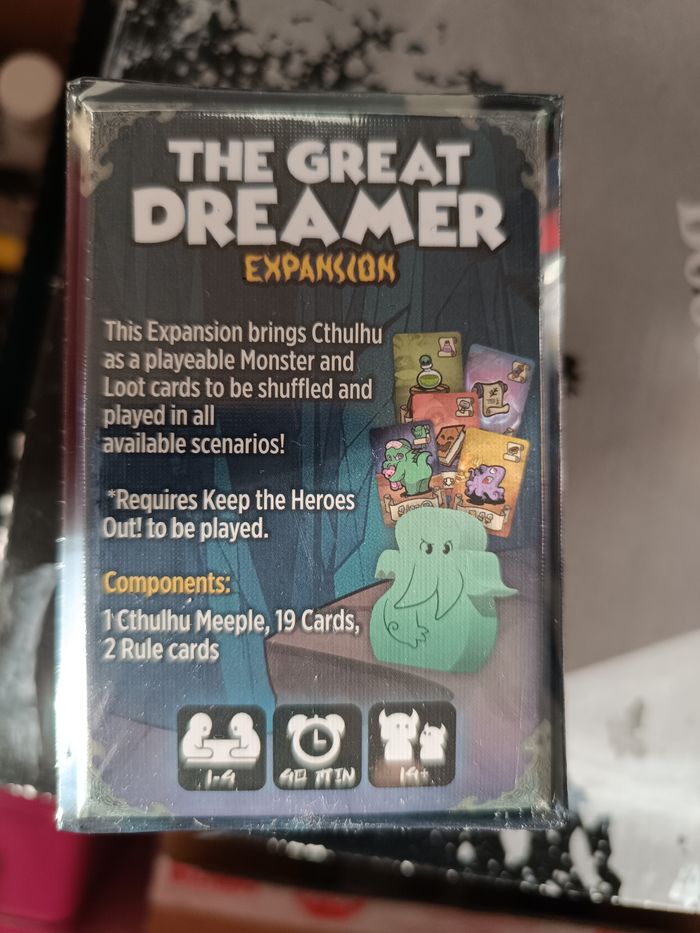 THE GREAT
DREAMER
EXPANSION
This Expansion brings Cthulhu
as a playeable Monster and
Loot cards to be shuffled and
played in all
available scenarios!
*Requires Keep the Heroes
Out! to be played.
Components:
1 Cthulhu Meeple, 19 Cards,
2 Rule cards
1-4
14+